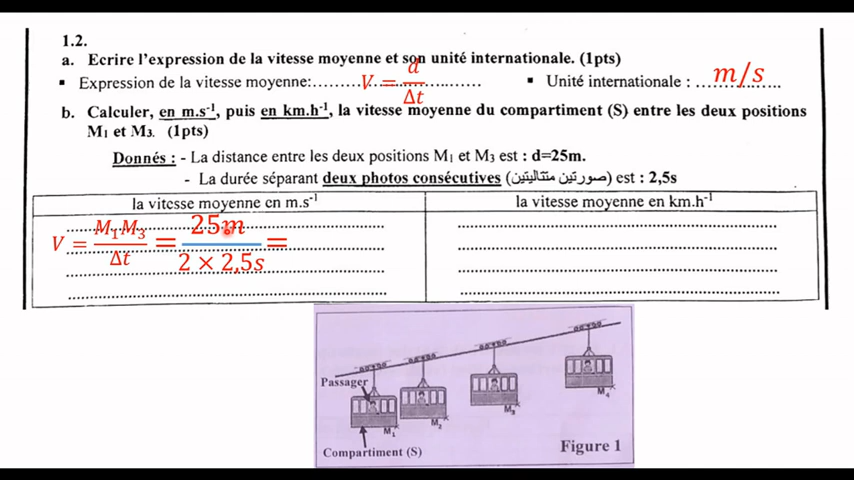 1.2.
a. Ecrire l'expression de la vitesse moyenne et son unité internationale. (1pts)
▪ Expression de la vitesse moyenne:........V = d/Δt............ ▪ Unité internationale : ..m/s..
b. Calculer, en m.s⁻¹, puis en km.h⁻¹, la vitesse moyenne du compartiment (S) entre les deux positions
M₁ et M₃. (1pts)
Donnés : - La distance entre les deux positions M₁ et M₃ est : d=25m.
- La durée séparant deux photos consécutives (صورتين متتاليتين) est : 2,5s
la vitesse moyenne en m.s⁻¹ la vitesse moyenne en km.h⁻¹
V = M₁M₃/Δt = 25m/2 × 2,5s =
Passager
M₁ M₂ M₃ M₄
Compartiment (S) Figure 1